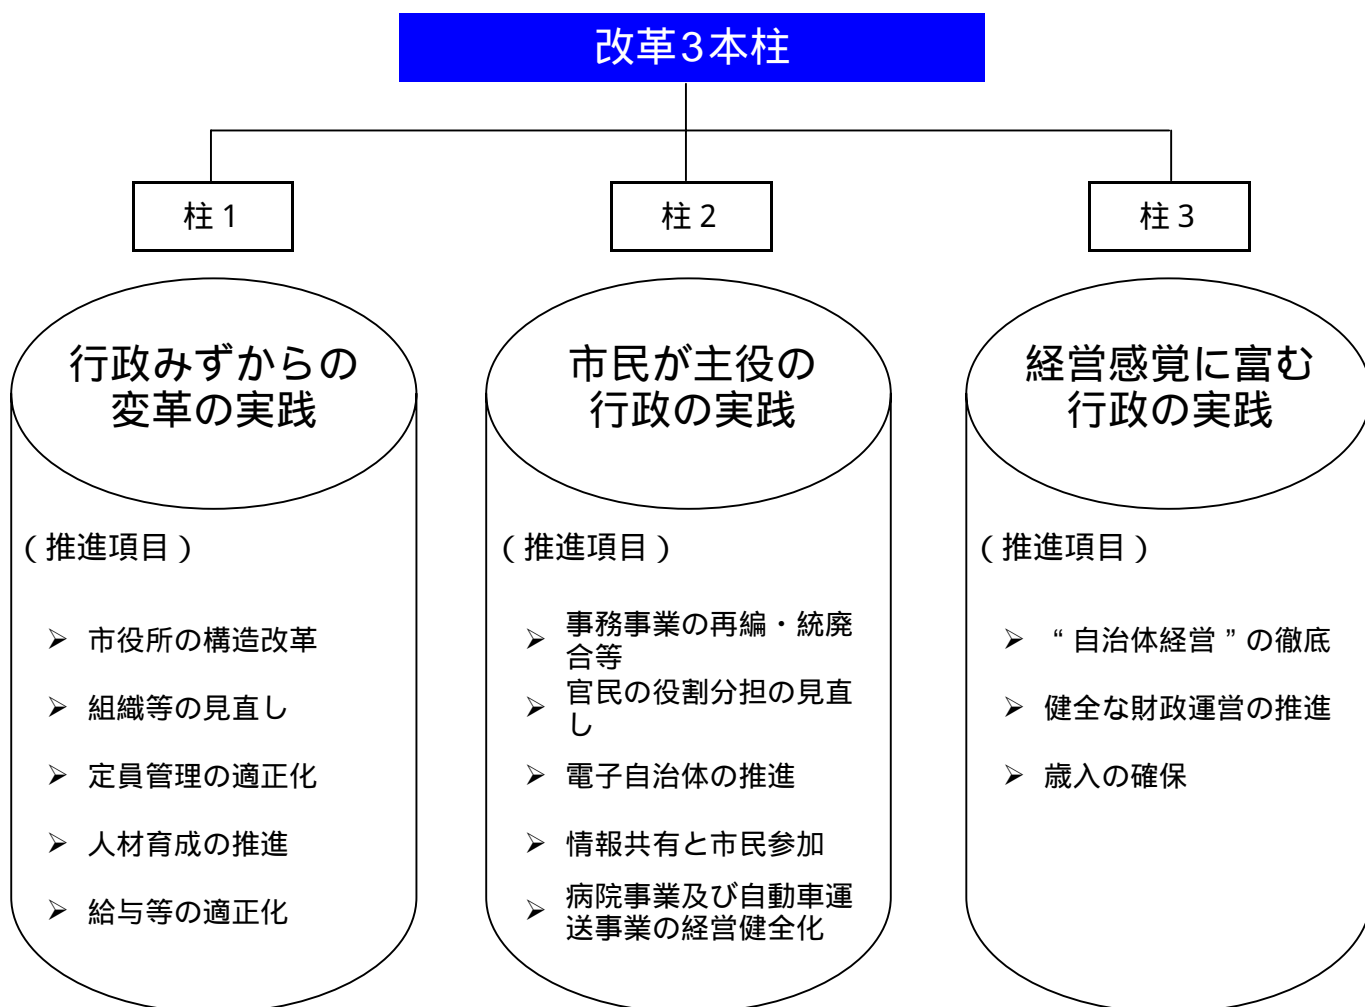 改革3本柱
柱1
行政みずからの
変革の実践
(推進項目)
➢ 市役所の構造改革
➢ 組織等の見直し
➢ 定員管理の適正化
➢ 人材育成の推進
➢ 給与等の適正化
柱2
市民が主役の
行政の実践
(推進項目)
➢ 事務事業の再編・統廃
合等
➢ 官民の役割分担の見直
し
➢ 電子自治体の推進
➢ 情報共有と市民参加
➢ 病院事業及び自動車運
送事業の経営健全化
柱3
経営感覚に富む
行政の実践
(推進項目)
➢ “自治体経営”の徹底
➢ 健全な財政運営の推進
➢ 歳入の確保